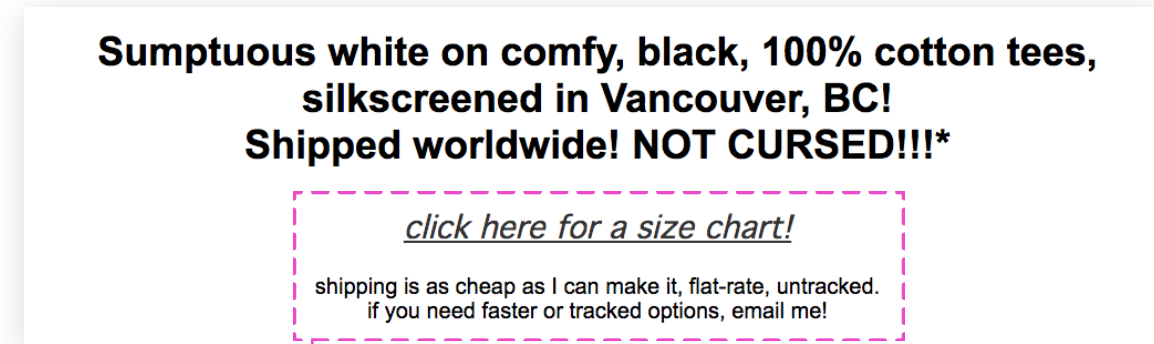 Sumptuous white on comfy, black, 100% cotton tees,
silkscreened in Vancouver, BC!
Shipped worldwide! NOT CURSED!!!*
click here for a size chart!
shipping is as cheap as I can make it, flat-rate, untracked.
if you need faster or tracked options, email me!